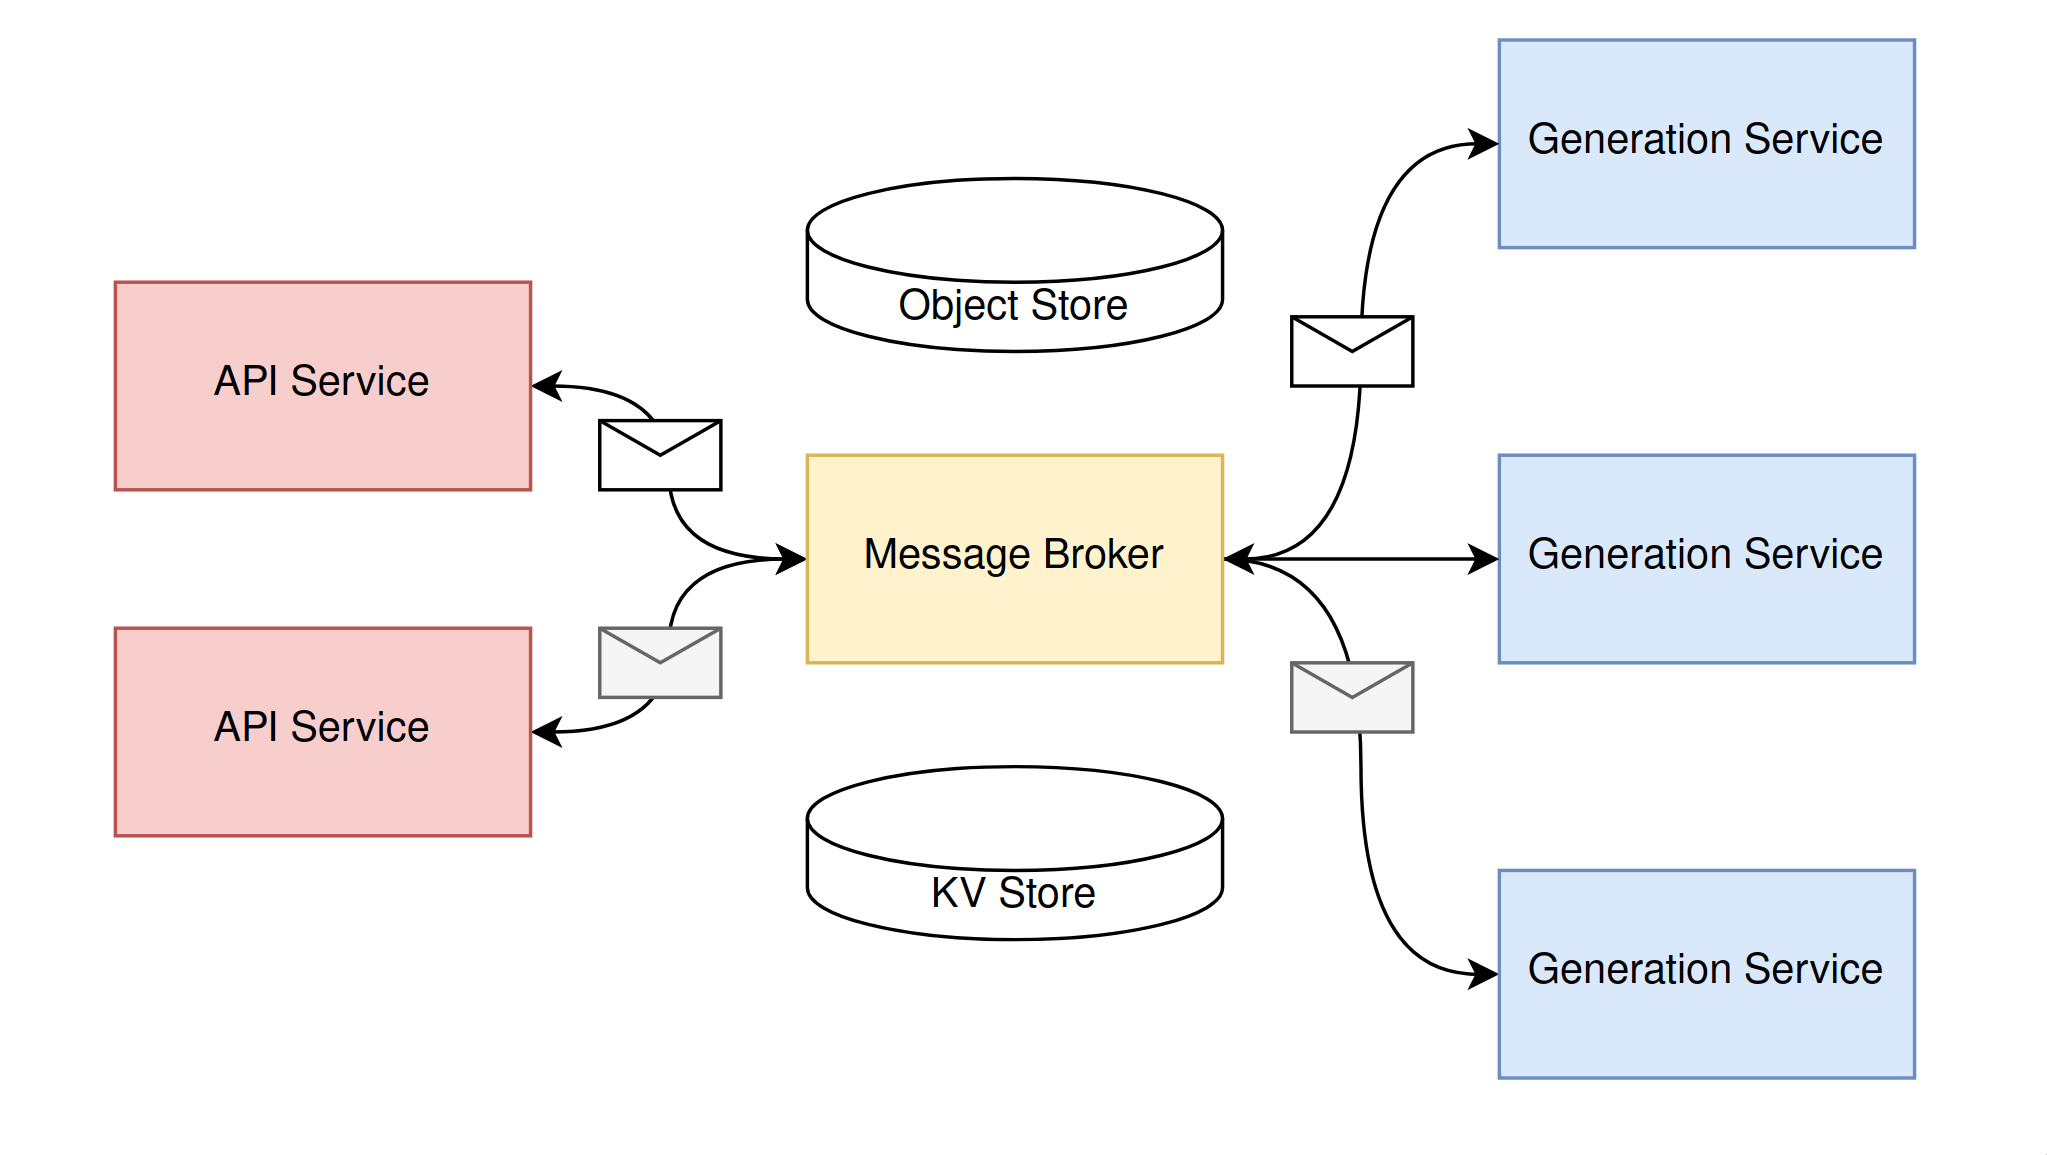 Generation Service
Object Store
API Service
Message Broker
Generation Service
API Service
KV Store
Generation Service